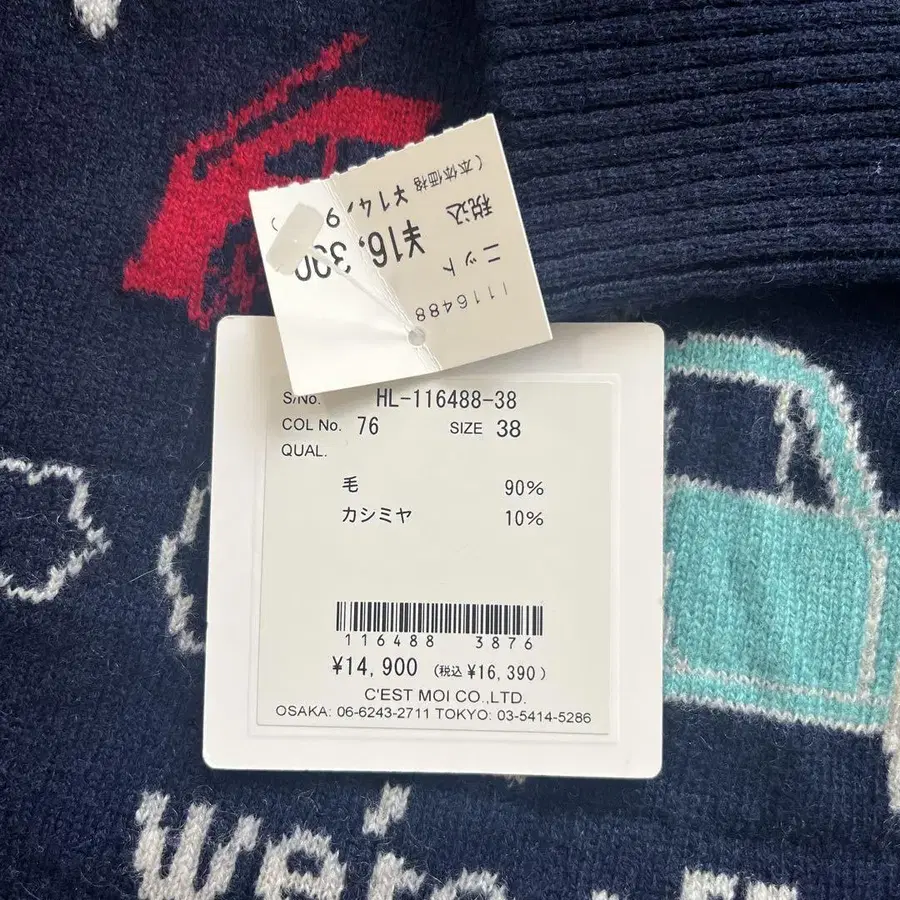 1116488
ニット
税込 ¥16,390
(本体価格 ¥14,9
S/No. HL-116488-38
COL No. 76 SIZE 38
QUAL.
毛 90%
カシミヤ 10%
116488 3876
¥14,900 (税込 ¥16,390)
C'EST MOI CO.,LTD.
OSAKA: 06-6243-2711 TOKYO: 03-5414-5286